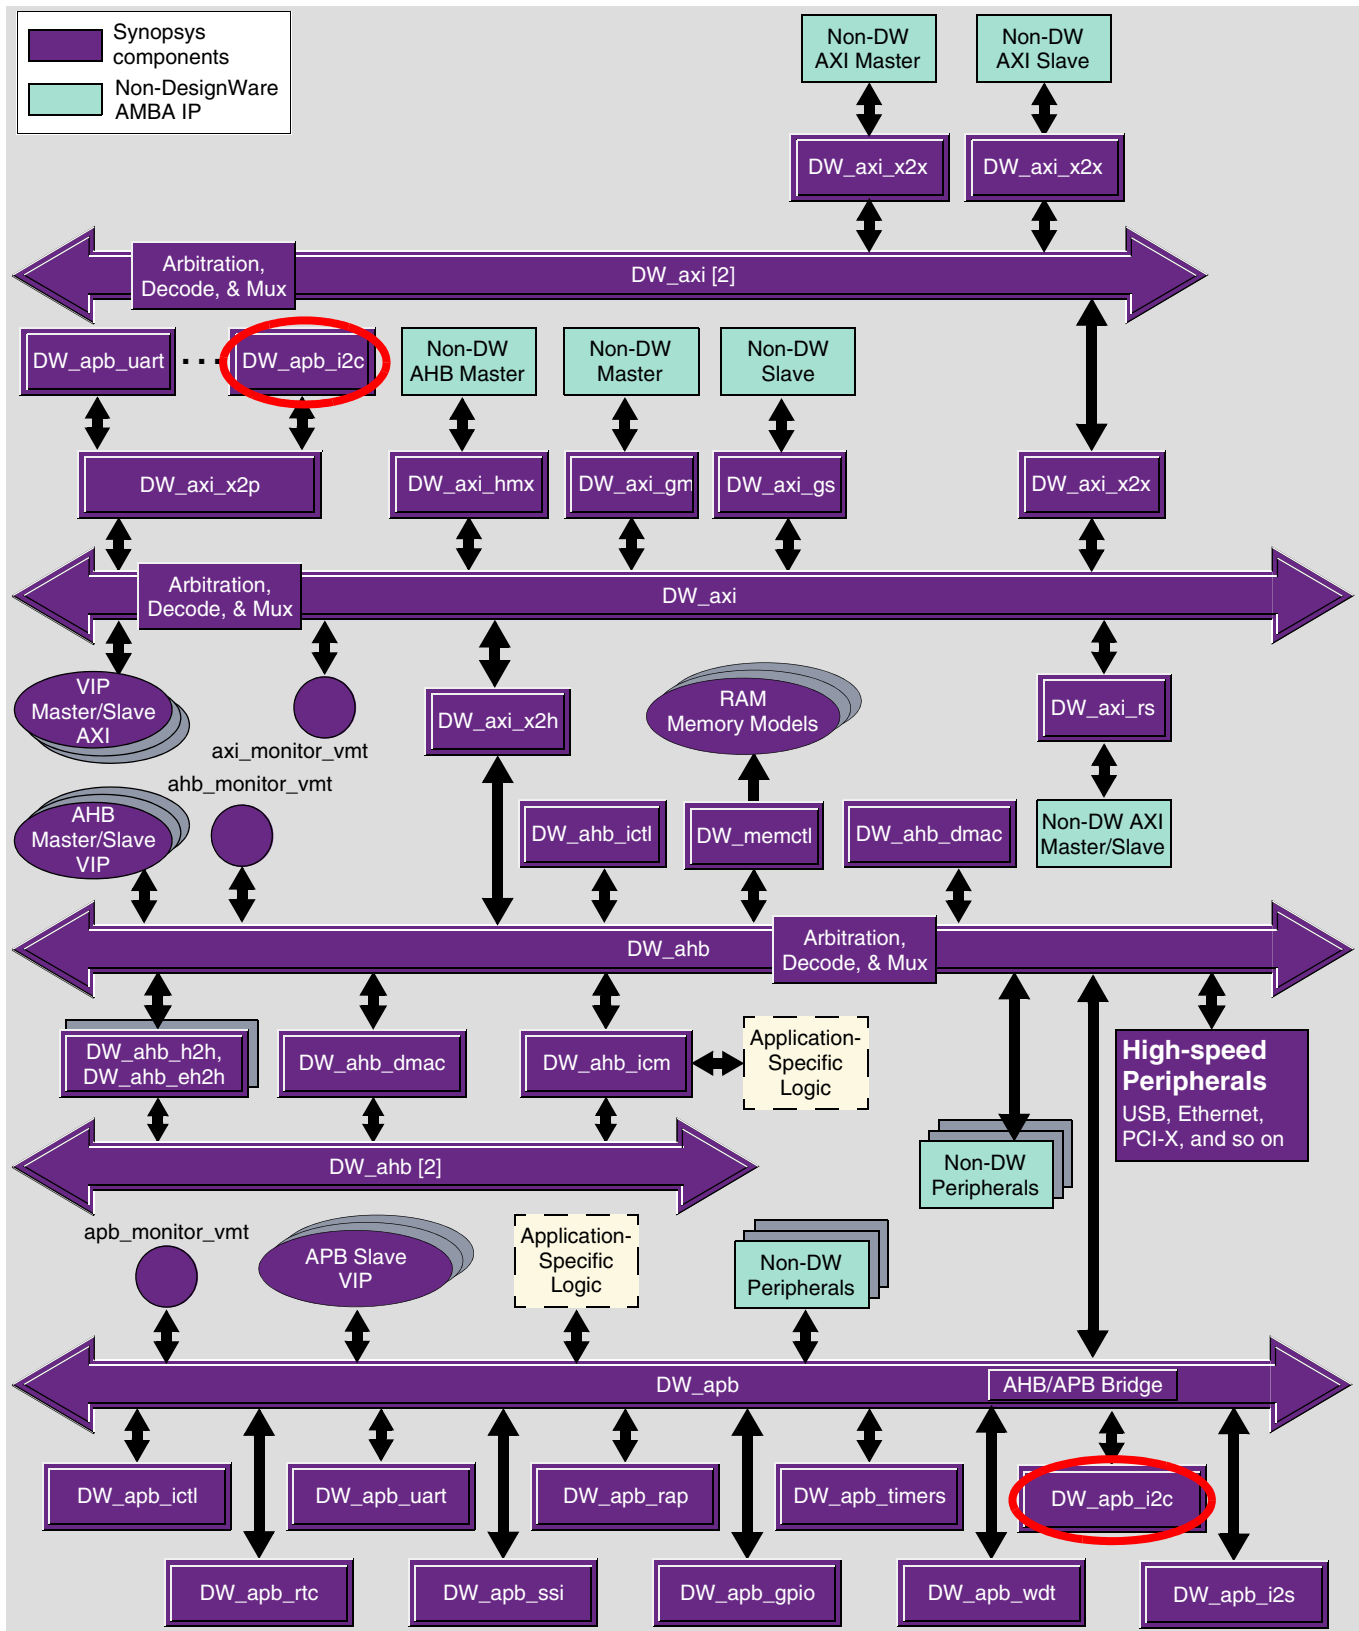 Synopsys
components
Non-DesignWare
AMBA IP
Non-DW
AXI Master
Non-DW
AXI Slave
DW_axi_x2x
DW_axi_x2x
Arbitration,
Decode, & Mux
DW_axi [2]
DW_apb_uart
. . .
DW_apb_i2c
Non-DW
AHB Master
Non-DW
Master
Non-DW
Slave
DW_axi_x2p
DW_axi_hmx
DW_axi_gm
DW_axi_gs
DW_axi_x2x
Arbitration,
Decode, & Mux
DW_axi
VIP
Master/Slave
AXI
axi_monitor_vmt
DW_axi_x2h
RAM
Memory Models
DW_axi_rs
ahb_monitor_vmt
AHB
Master/Slave
VIP
DW_ahb_ictl
DW_memctl
DW_ahb_dmac
Non-DW AXI
Master/Slave
DW_ahb
Arbitration,
Decode, & Mux
DW_ahb_h2h,
DW_ahb_eh2h
DW_ahb_dmac
DW_ahb_icm
Application-
Specific
Logic
High-speed
Peripherals
USB, Ethernet,
PCI-X, and so on
DW_ahb [2]
Non-DW
Peripherals
apb_monitor_vmt
APB Slave
VIP
Application-
Specific
Logic
Non-DW
Peripherals
DW_apb
AHB/APB Bridge
DW_apb_ictl
DW_apb_uart
DW_apb_rap
DW_apb_timers
DW_apb_i2c
DW_apb_rtc
DW_apb_ssi
DW_apb_gpio
DW_apb_wdt
DW_apb_i2s